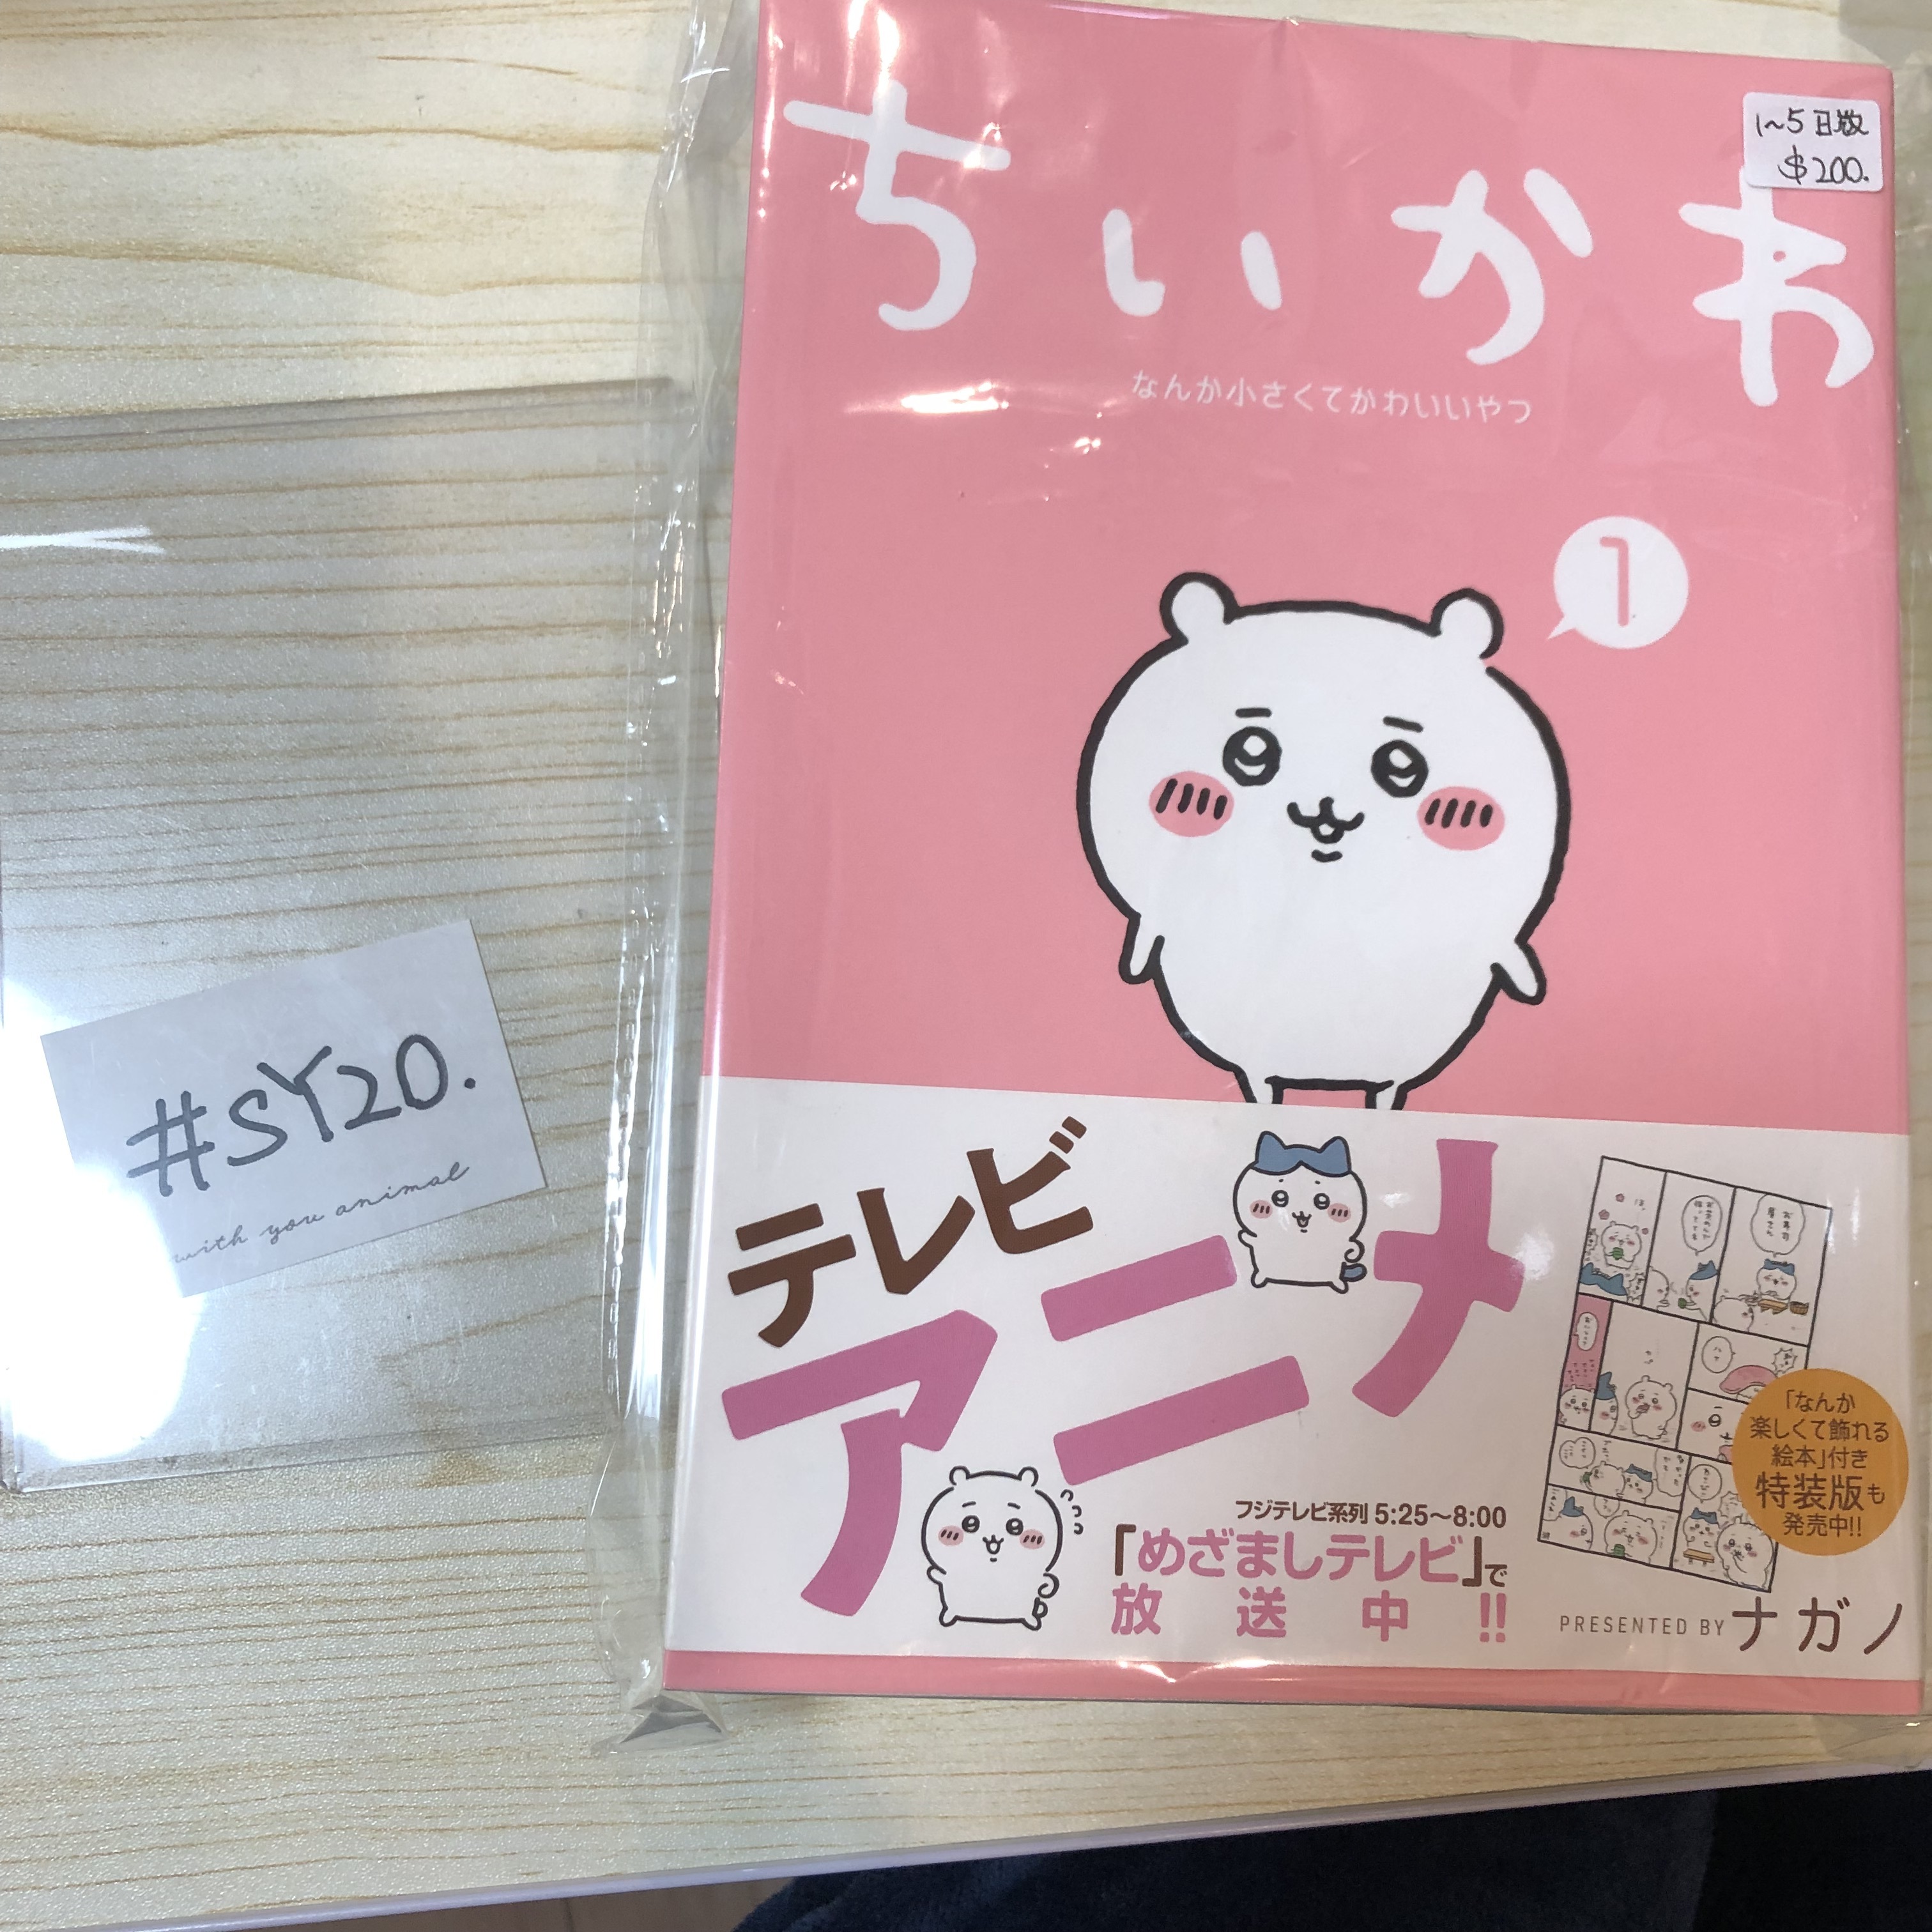 1~5日版
$200.
ちいかわ
なんか小さくてかわいいやつ
1
#SY20.
with you animal
テレビ
アニメ
フジテレビ系列 5:25〜8:00
「めざましテレビ」で
放送中!!
「なんか
楽しくて飾れる
絵本」付き
特装版も
発売中!!
PRESENTED BY ナガノ